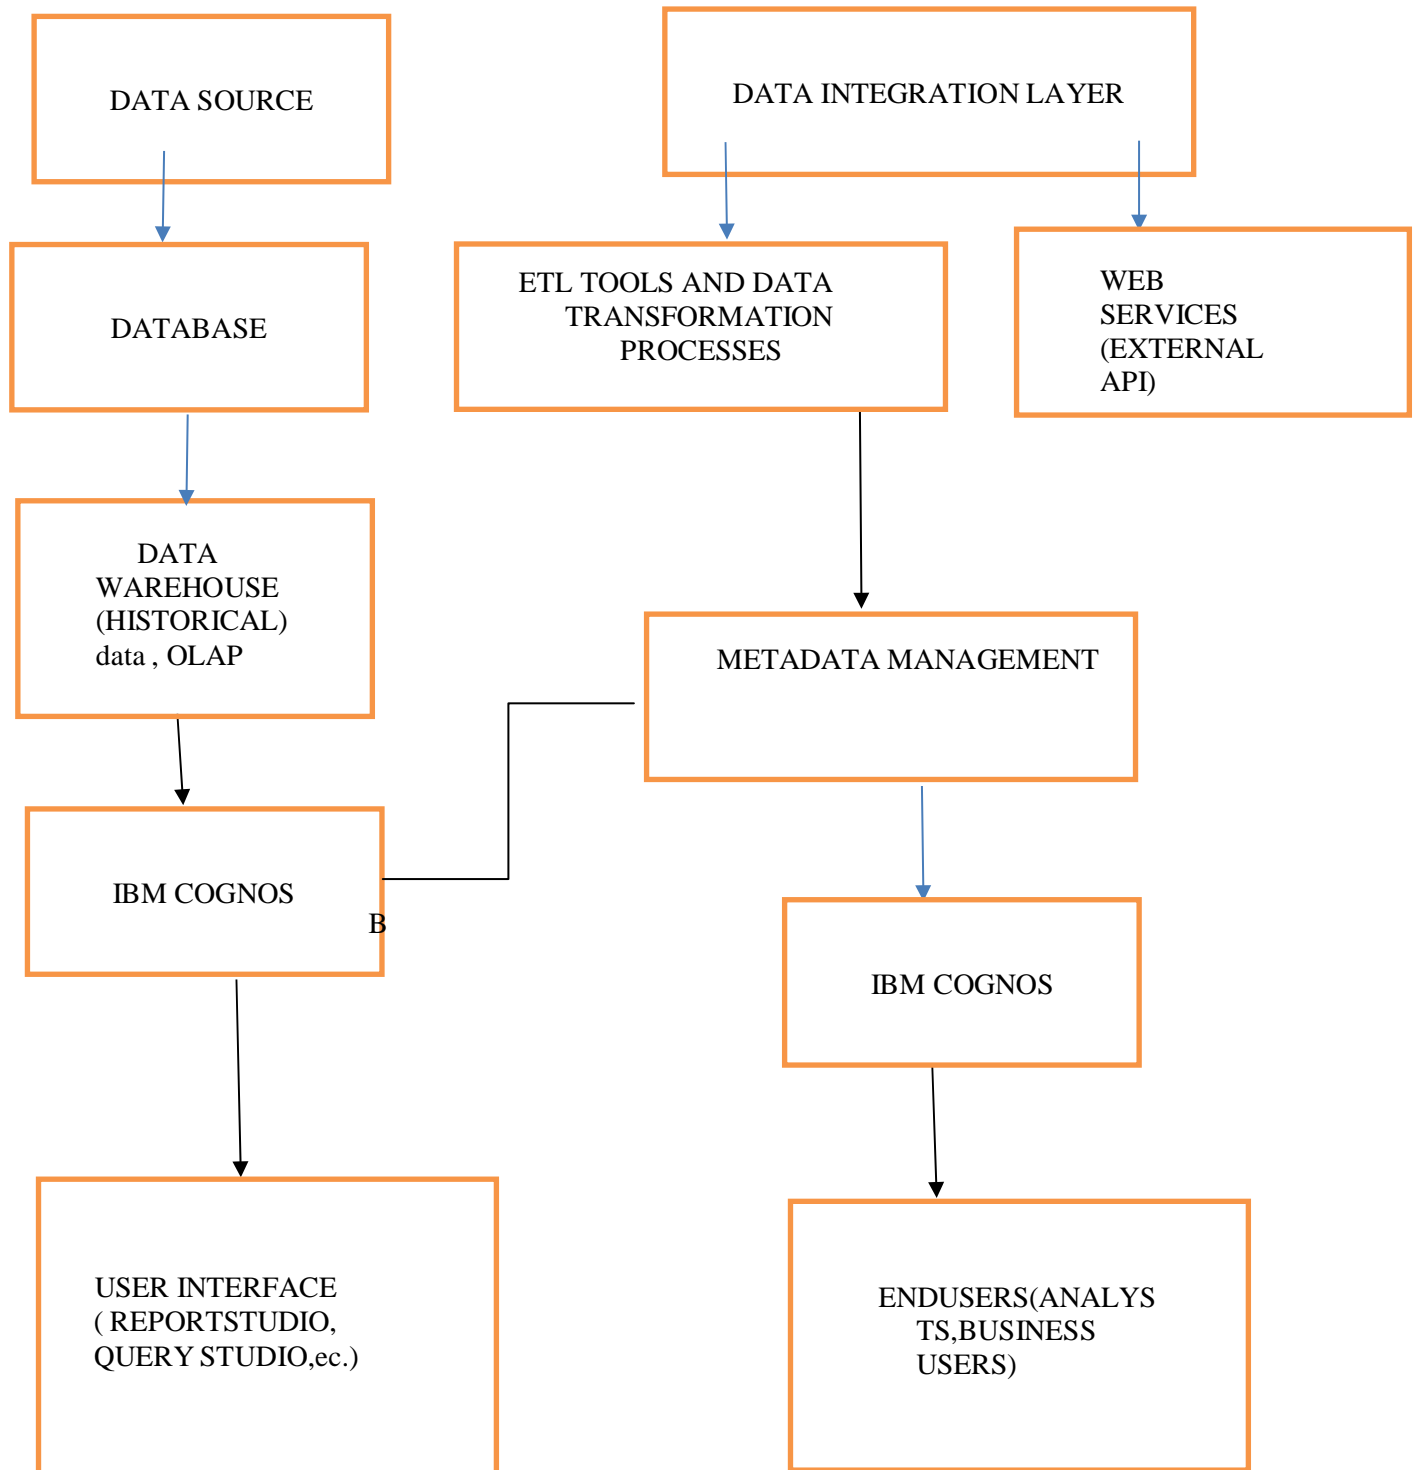 DATA SOURCE
DATA INTEGRATION LAYER
DATABASE
ETL TOOLS AND DATA
TRANSFORMATION
PROCESSES
WEB
SERVICES
(EXTERNAL
API)
DATA
WAREHOUSE
(HISTORICAL)
data , OLAP
METADATA MANAGEMENT
IBM COGNOS
B
IBM COGNOS
USER INTERFACE
( REPORTSTUDIO,
QUERY STUDIO,ec.)
ENDUSERS(ANALYS
TS,BUSINESS
USERS)